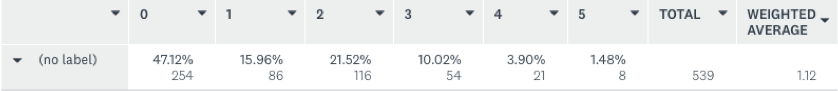 0 1 2 3 4 5 TOTAL WEIGHTED
AVERAGE
(no label) 47.12% 15.96% 21.52% 10.02% 3.90% 1.48%
254 86 116 54 21 8 539 1.12